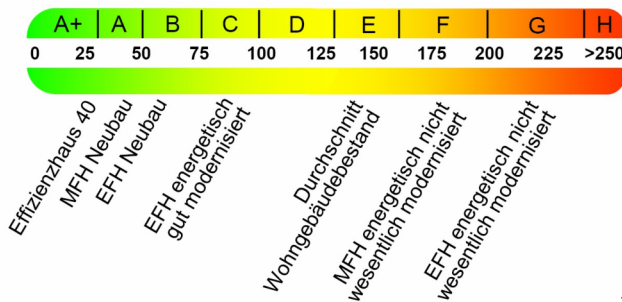 A+ A B C D E F G H
0 25 50 75 100 125 150 175 200 225 >250
Effizienzhaus 40
MFH Neubau
EFH Neubau
EFH energetisch
gut modernisiert
Durchschnitt
Wohngebäudebestand
MFH energetisch nicht
wesentlich modernisiert
EFH energetisch nicht
wesentlich modernisiert